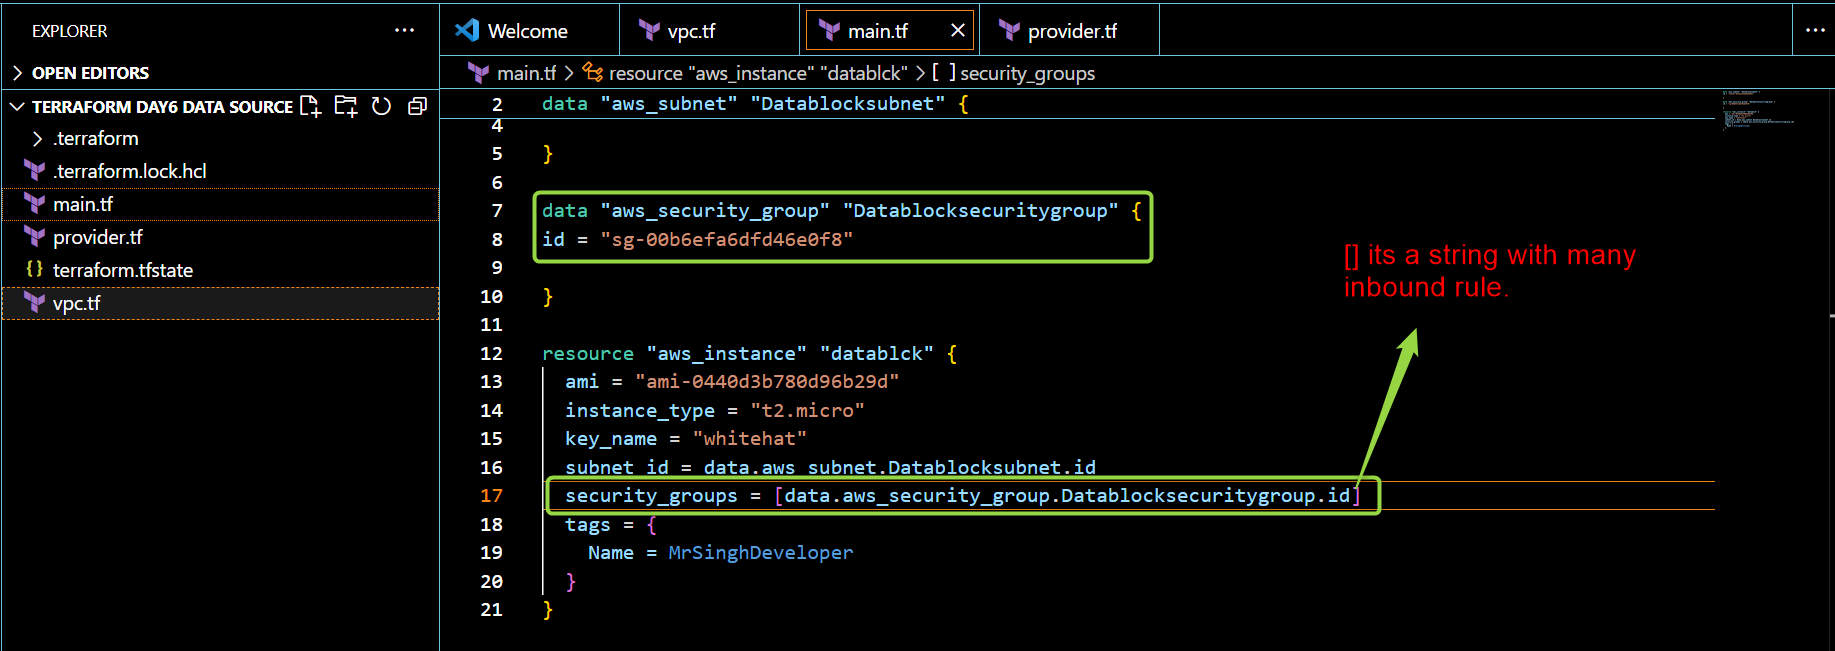 EXPLORER
OPEN EDITORS
TERRAFORM DAY6 DATA SOURCE
.terraform
.terraform.lock.hcl
main.tf
provider.tf
{} terraform.tfstate
vpc.tf
Welcome
vpc.tf
main.tf
provider.tf
main.tf > resource "aws_instance" "datablck" > [ ] security_groups
2 data "aws_subnet" "Datablocksubnet" {
4
5 }
6
7 data "aws_security_group" "Datablocksecuritygroup" {
8 id = "sg-00b6efa6dfd46e0f8"
9
10 }
11
12 resource "aws_instance" "datablck" {
13 ami = "ami-0440d3b780d96b29d"
14 instance_type = "t2.micro"
15 key_name = "whitehat"
16 subnet_id = data.aws_subnet.Datablocksubnet.id
17 security_groups = [data.aws_security_group.Datablocksecuritygroup.id]
18 tags = {
19 Name = MrSinghDeveloper
20 }
21 }
[] its a string with many
inbound rule.